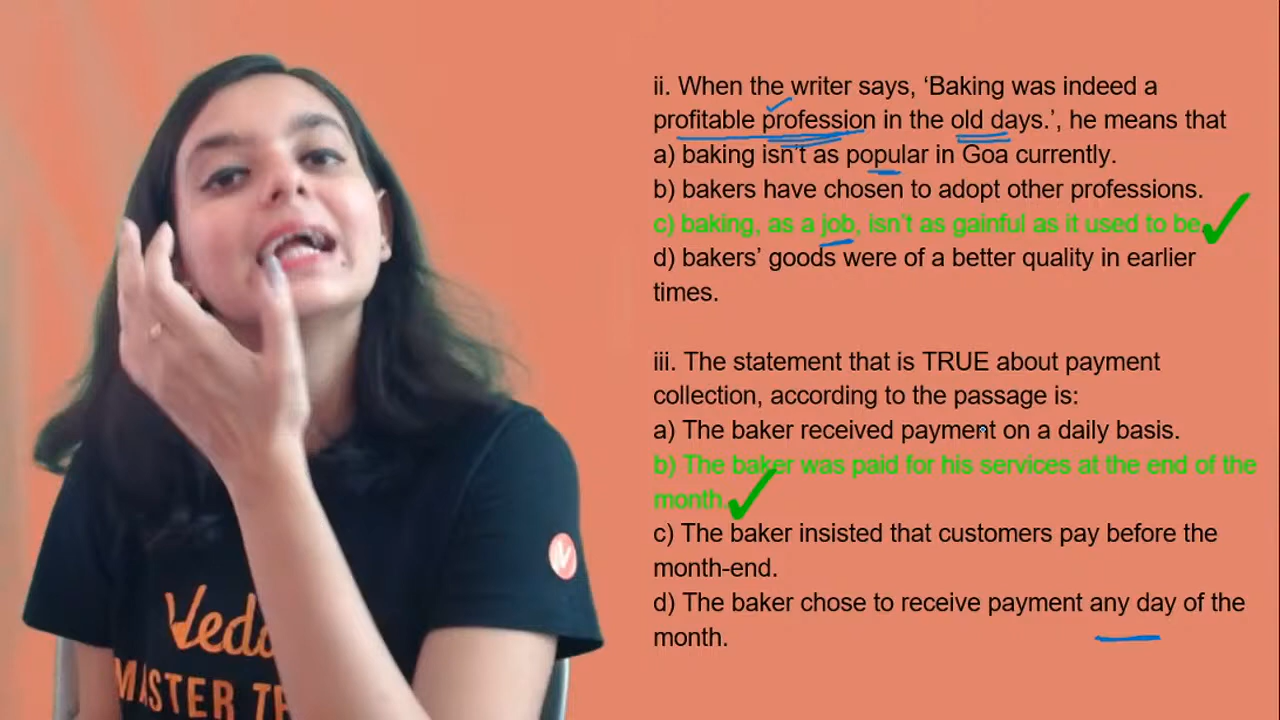 ii. When the writer says, ‘Baking was indeed a
profitable profession in the old days.’, he means that
a) baking isn’t as popular in Goa currently.
b) bakers have chosen to adopt other professions.
c) baking, as a job, isn’t as gainful as it used to be
d) bakers’ goods were of a better quality in earlier
times.
iii. The statement that is TRUE about payment
collection, according to the passage is:
a) The baker received payment on a daily basis.
b) The baker was paid for his services at the end of the
month.
c) The baker insisted that customers pay before the
month-end.
d) The baker chose to receive payment any day of the
month.
MASTER